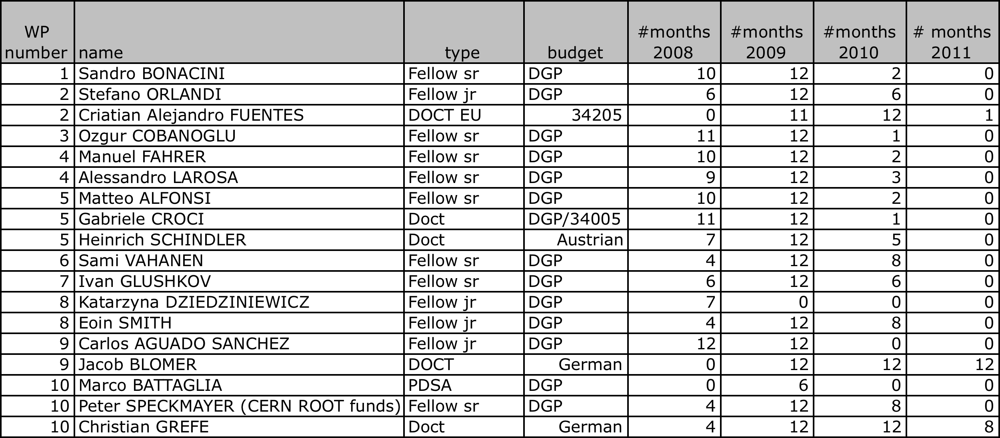 WP number name type budget #months 2008 #months 2009 #months 2010 # months 2011
1 Sandro BONACINI Fellow sr DGP 10 12 2 0
2 Stefano ORLANDI Fellow jr DGP 6 12 6 0
2 Criatian Alejandro FUENTES DOCT EU 34205 0 11 12 1
3 Ozgur COBANOGLU Fellow sr DGP 11 12 1 0
4 Manuel FAHRER Fellow sr DGP 10 12 2 0
4 Alessandro LAROSA Fellow sr DGP 9 12 3 0
5 Matteo ALFONSI Fellow sr DGP 10 12 2 0
5 Gabriele CROCI Doct DGP/34005 11 12 1 0
5 Heinrich SCHINDLER Doct Austrian 7 12 5 0
6 Sami VAHANEN Fellow sr DGP 4 12 8 0
7 Ivan GLUSHKOV Fellow sr DGP 6 12 6 0
8 Katarzyna DZIEDZINIEWICZ Fellow jr DGP 7 0 0 0
8 Eoin SMITH Fellow jr DGP 4 12 8 0
9 Carlos AGUADO SANCHEZ Fellow jr DGP 12 12 0 0
9 Jacob BLOMER DOCT German 0 12 12 12
10 Marco BATTAGLIA PDSA DGP 0 6 0 0
10 Peter SPECKMAYER (CERN ROOT funds) Fellow sr DGP 4 12 8 0
10 Christian GREFE Doct German 4 12 12 8